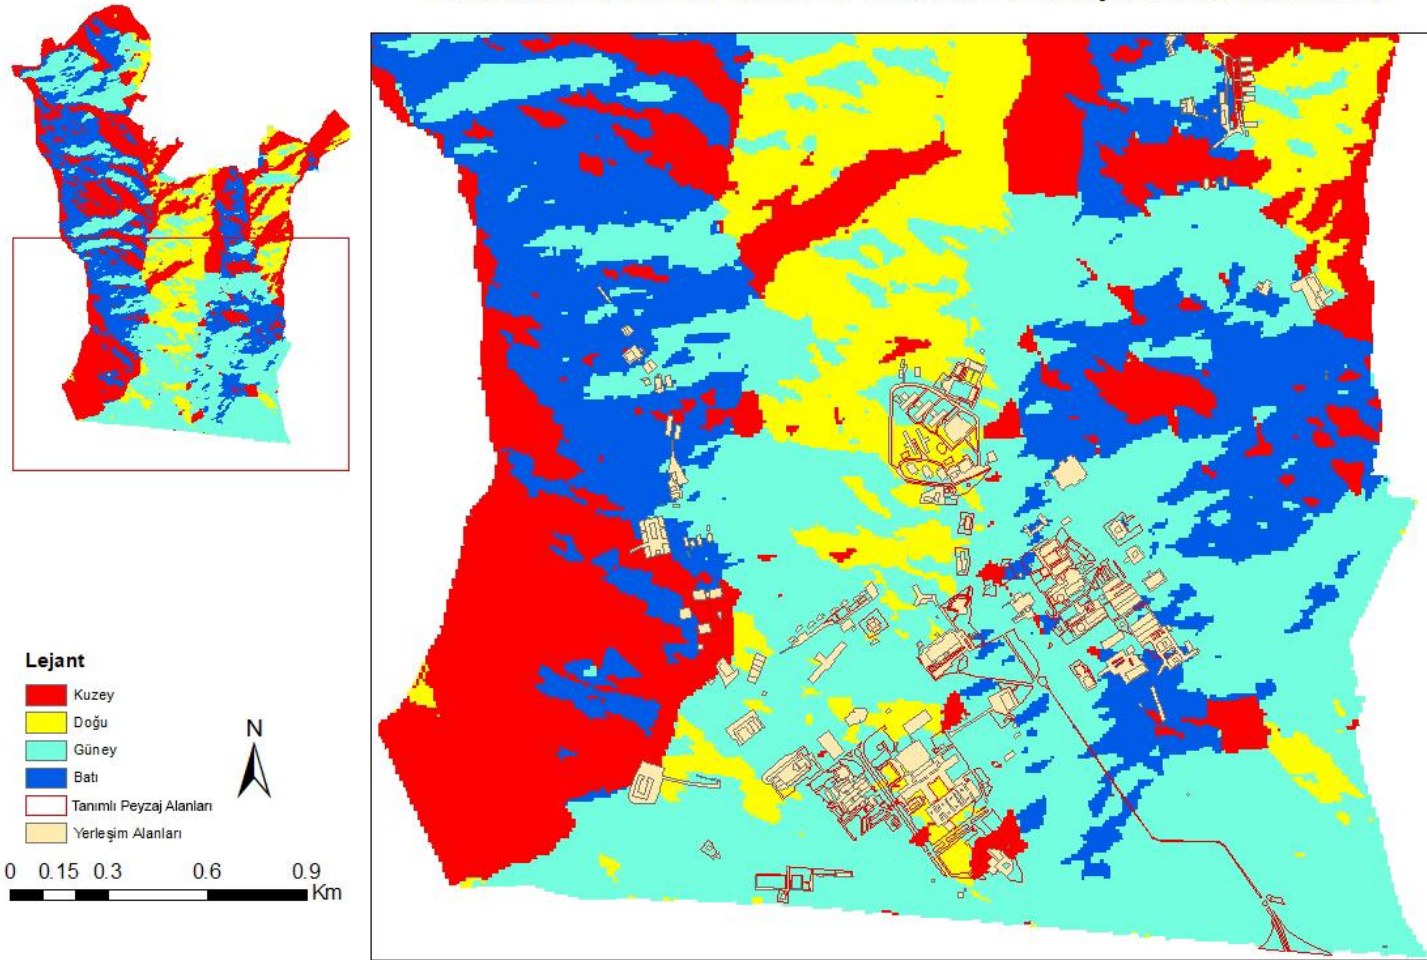 Lejant
Kuzey
Doğu
Güney
Batı
Tanımlı Peyzaj Alanları
Yerleşim Alanları
N
0 0.15 0.3 0.6 0.9
Km